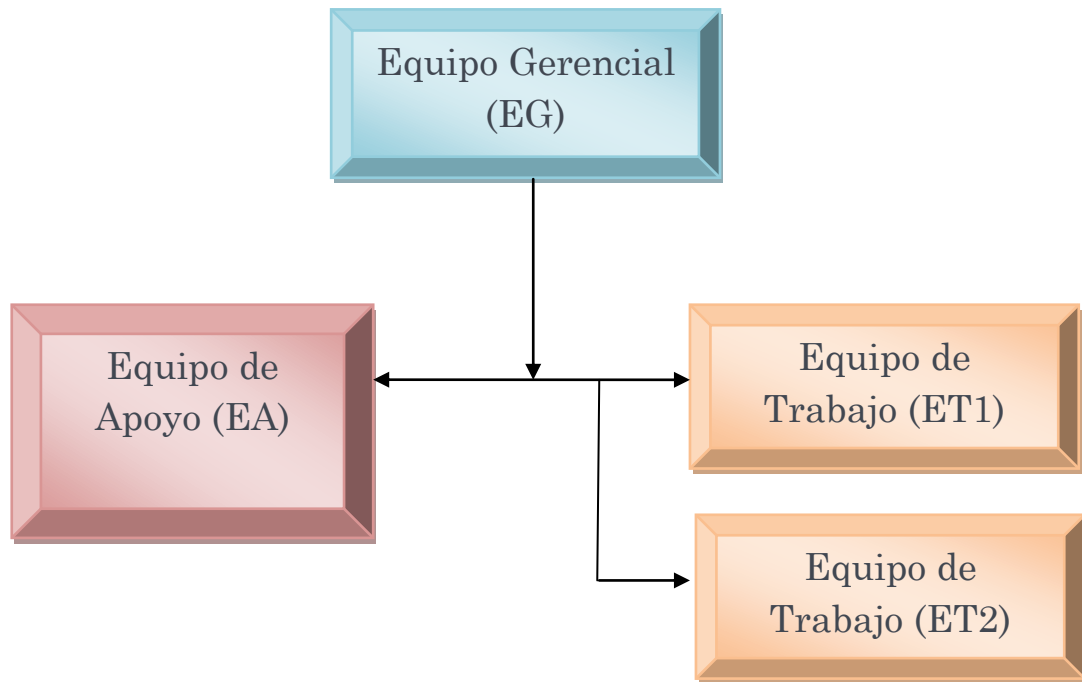 Equipo Gerencial
(EG)
Equipo de
Apoyo (EA)
Equipo de
Trabajo (ET1)
Equipo de
Trabajo (ET2)